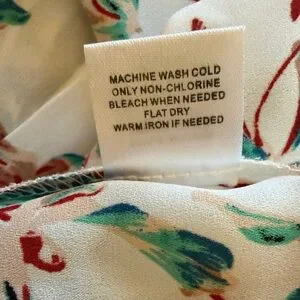 MACHINE WASH COLD
ONLY NON-CHLORINE
BLEACH WHEN NEEDED
FLAT DRY
WARM IRON IF NEEDED